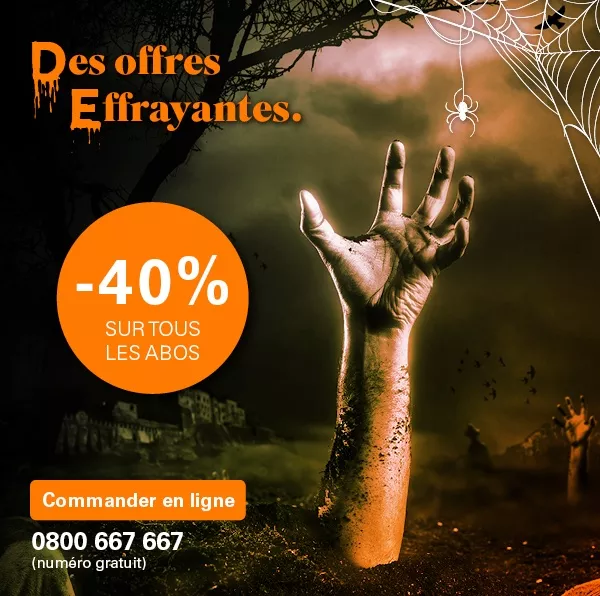 Des offres
Effrayantes.
-40%
SUR TOUS
LES ABOS
Commander en ligne
0800 667 667
(numéro gratuit)